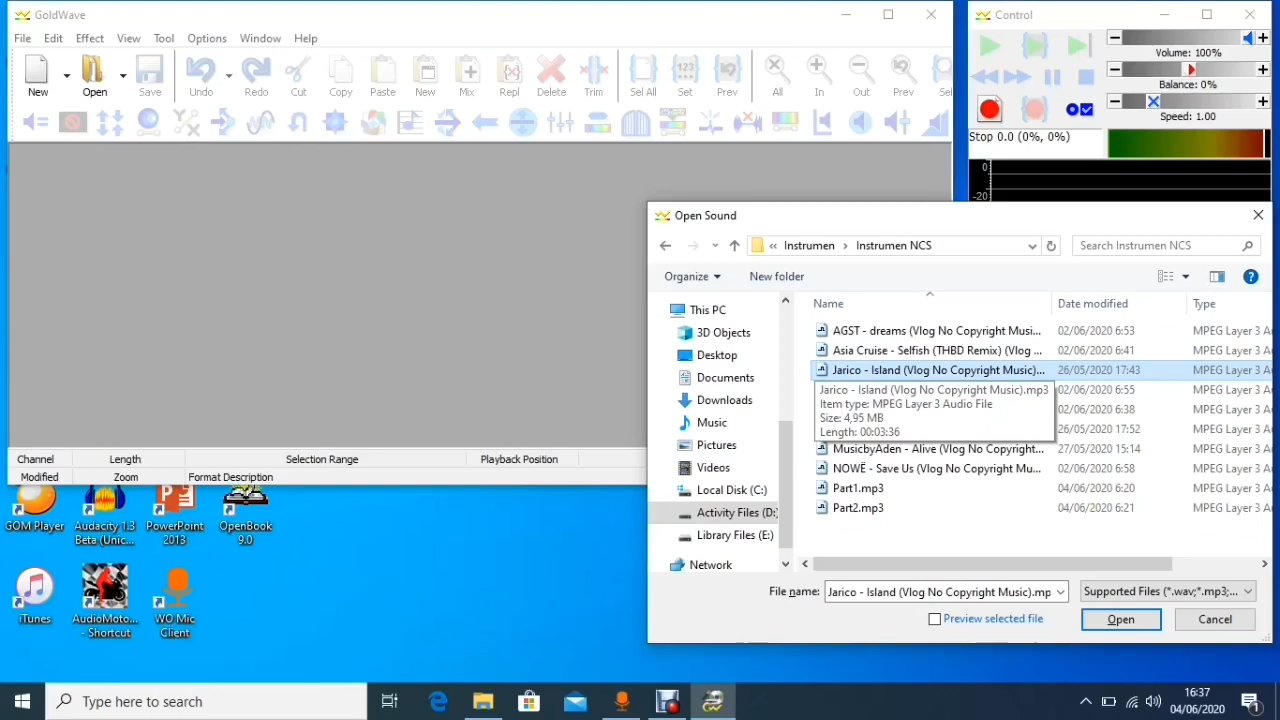 GoldWave
File Edit Effect View Tool Options Window Help
New Open Save Undo Redo Cut Copy Paste New Mix Delete Trim Sel All Set Prev All In Out Prev Sel
Channel Length Selection Range Playback Position
Modified Zoom Format Description
Control
Volume: 100%
Balance: 0%
Speed: 1.00
Stop 0.0 (0%, 0%)
0
-20
Open Sound
« Instrumen › Instrumen NCS
Search Instrumen NCS
Organize New folder
This PC
3D Objects
Desktop
Documents
Downloads
Music
Pictures
Videos
Local Disk (C:)
Activity Files (D:)
Library Files (E:)
Network
Name Date modified Type
AGST - dreams (Vlog No Copyright Musi... 02/06/2020 6:53 MPEG Layer 3 A
Asia Cruise - Selfish (THBD Remix) (Vlog ... 02/06/2020 6:41 MPEG Layer 3 A
Jarico - Island (Vlog No Copyright Music)... 26/05/2020 17:43 MPEG Layer 3 A
02/06/2020 6:55 MPEG Layer 3 A
02/06/2020 6:38 MPEG Layer 3 A
26/05/2020 17:52 MPEG Layer 3 A
MusicbyAden - Alive (Vlog No Copyright... 27/05/2020 15:14 MPEG Layer 3 A
NOWË - Save Us (Vlog No Copyright Mu... 02/06/2020 6:58 MPEG Layer 3 A
Part1.mp3 04/06/2020 6:20 MPEG Layer 3 A
Part2.mp3 04/06/2020 6:21 MPEG Layer 3 A
Jarico - Island (Vlog No Copyright Music).mp3
Item type: MPEG Layer 3 Audio File
Size: 4,95 MB
Length: 00:03:36
File name: Jarico - Island (Vlog No Copyright Music).mp
Supported Files (*.wav;*.mp3;...
Preview selected file
Open Cancel
GOM Player
Audacity 1.3 Beta (Unic...
PowerPoint 2013
OpenBook 9.0
iTunes
AudioMoto... - Shortcut
WO Mic Client
Type here to search
16:37
04/06/2020
1